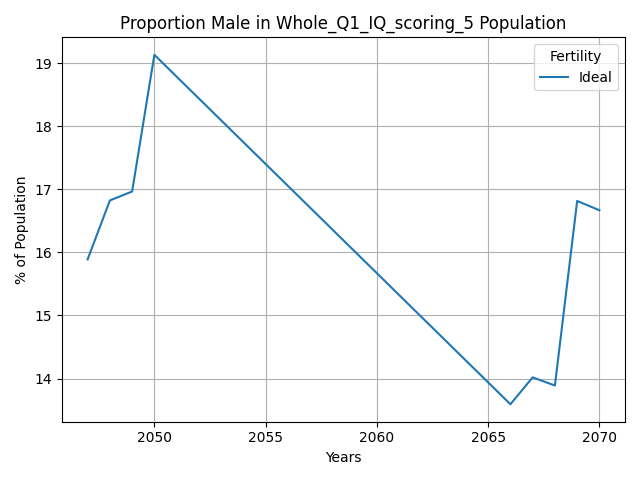 Proportion Male in Whole_Q1_IQ_scoring_5 Population
Fertility
Ideal
19
18
17
16
15
14
% of Population
2050 2055 2060 2065 2070
Years